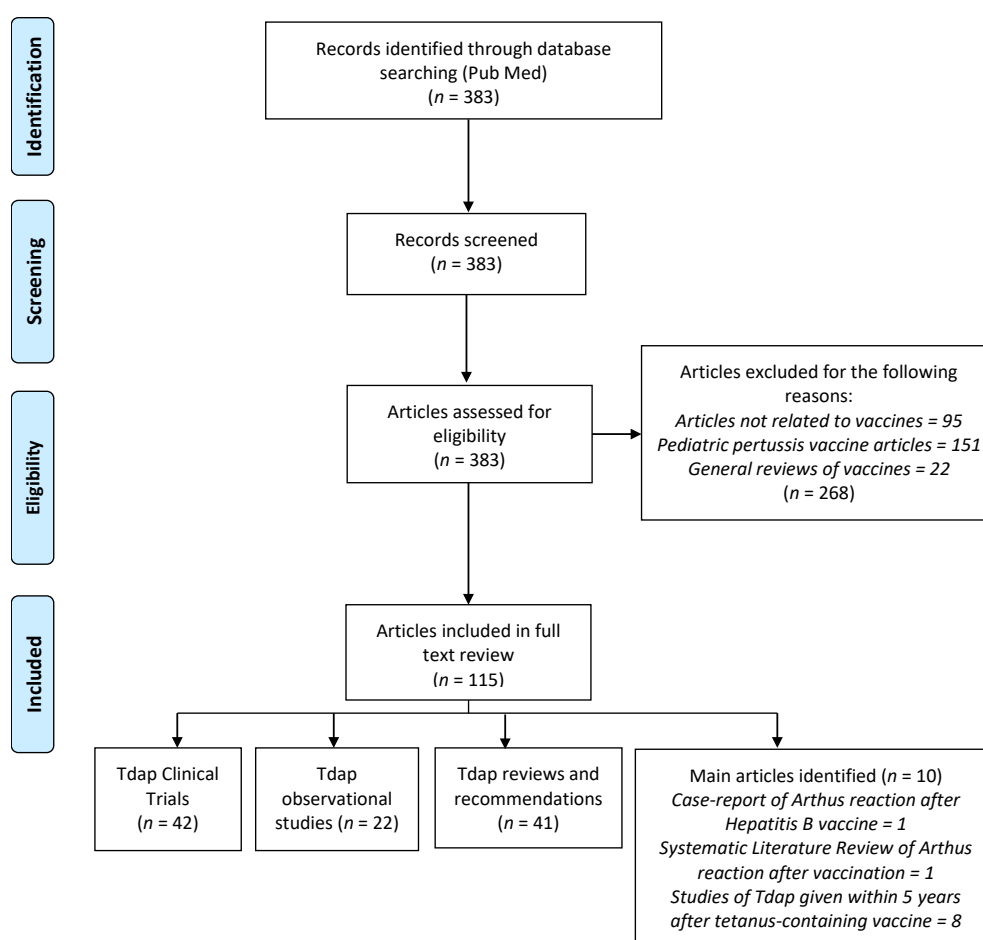 Identification
Records identified through database
searching (Pub Med)
(n = 383)
Screening
Records screened
(n = 383)
Eligibility
Articles assessed for
eligibility
(n = 383)
Articles excluded for the following
reasons:
Articles not related to vaccines = 95
Pediatric pertussis vaccine articles = 151
General reviews of vaccines = 22
(n = 268)
Included
Articles included in full
text review
(n = 115)
Tdap Clinical
Trials
(n = 42)
Tdap
observational
studies (n = 22)
Tdap reviews and
recommendations
(n = 41)
Main articles identified (n = 10)
Case-report of Arthus reaction after
Hepatitis B vaccine = 1
Systematic Literature Review of Arthus
reaction after vaccination = 1
Studies of Tdap given within 5 years
after tetanus-containing vaccine = 8